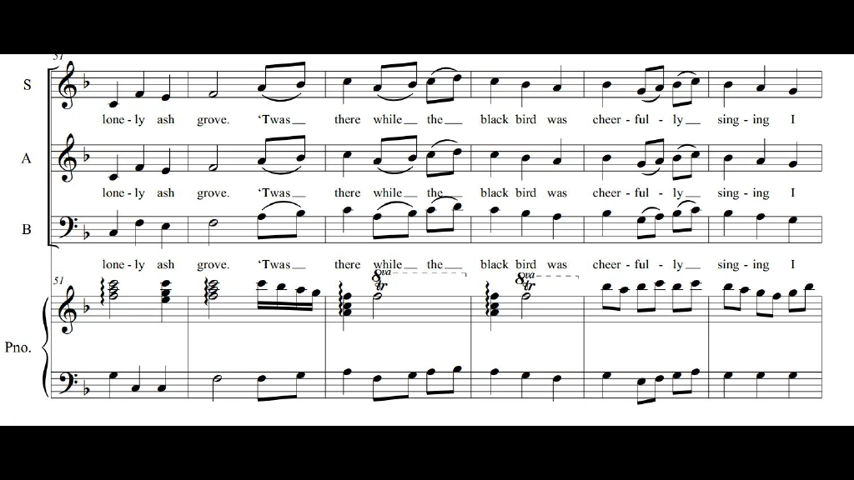 51
S
lone - ly ash grove. 'Twas there while the black bird was cheer - ful - ly sing - ing I
A
lone - ly ash grove. 'Twas there while the black bird was cheer - ful - ly sing - ing I
B
lone - ly ash grove. 'Twas there while the black bird was cheer - ful - ly sing - ing I
51
8va 8va
tr tr
Pno.